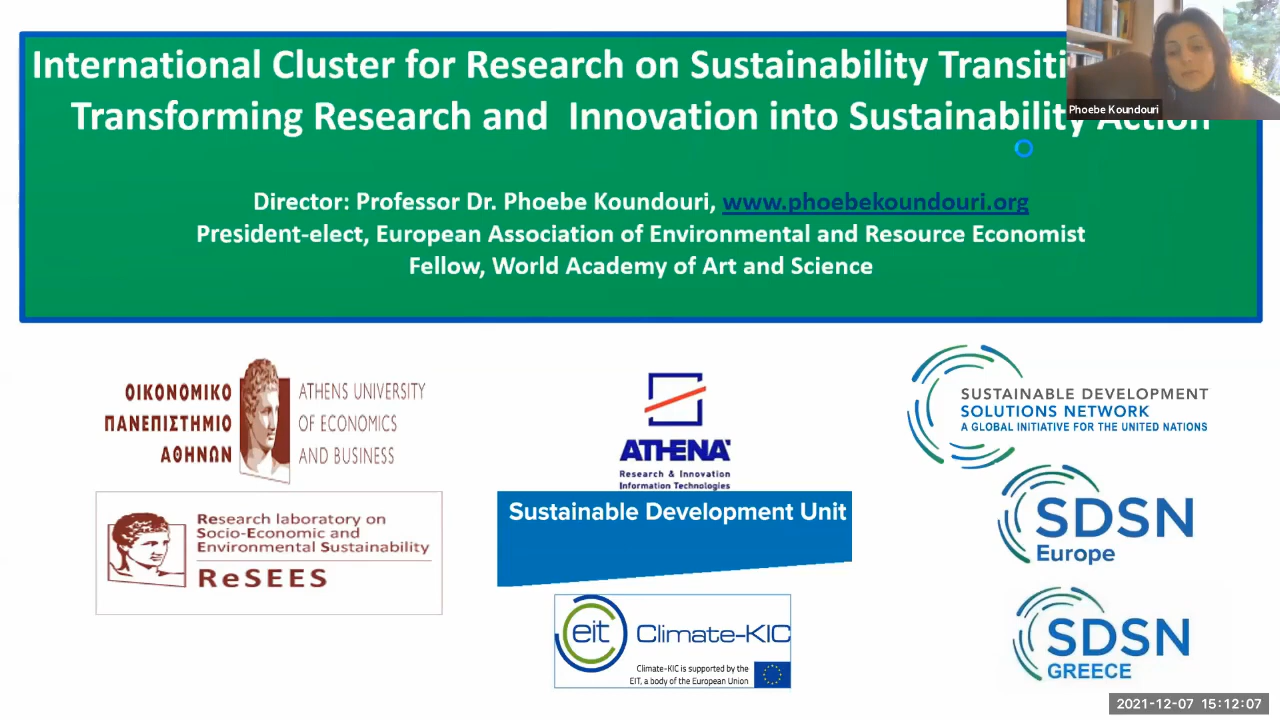 International Cluster for Research on Sustainability
Transforming Research and Innovation into Sustainability Action
Phoebe Koundouri
Director: Professor Dr. Phoebe Koundouri, www.phoebekoundouri.org
President-elect, European Association of Environmental and Resource Economist
Fellow, World Academy of Art and Science
ΟΙΚΟΝΟΜΙΚΟ
ΠΑΝΕΠΙΣΤΗΜΙΟ
ΑΘΗΝΩΝ
ATHENS UNIVERSITY
OF ECONOMICS
AND BUSINESS
Research laboratory on
Socio-Economic and
Environmental Sustainability
ReSEES
ATHENA
Research & Innovation
Information Technologies
Sustainable Development Unit
eit Climate-KIC
Climate-KIC is supported by the
EIT, a body of the European Union
SUSTAINABLE DEVELOPMENT
SOLUTIONS NETWORK
A GLOBAL INITIATIVE FOR THE UNITED NATIONS
SDSN
Europe
SDSN
GREECE
2021-12-07 15:12:07